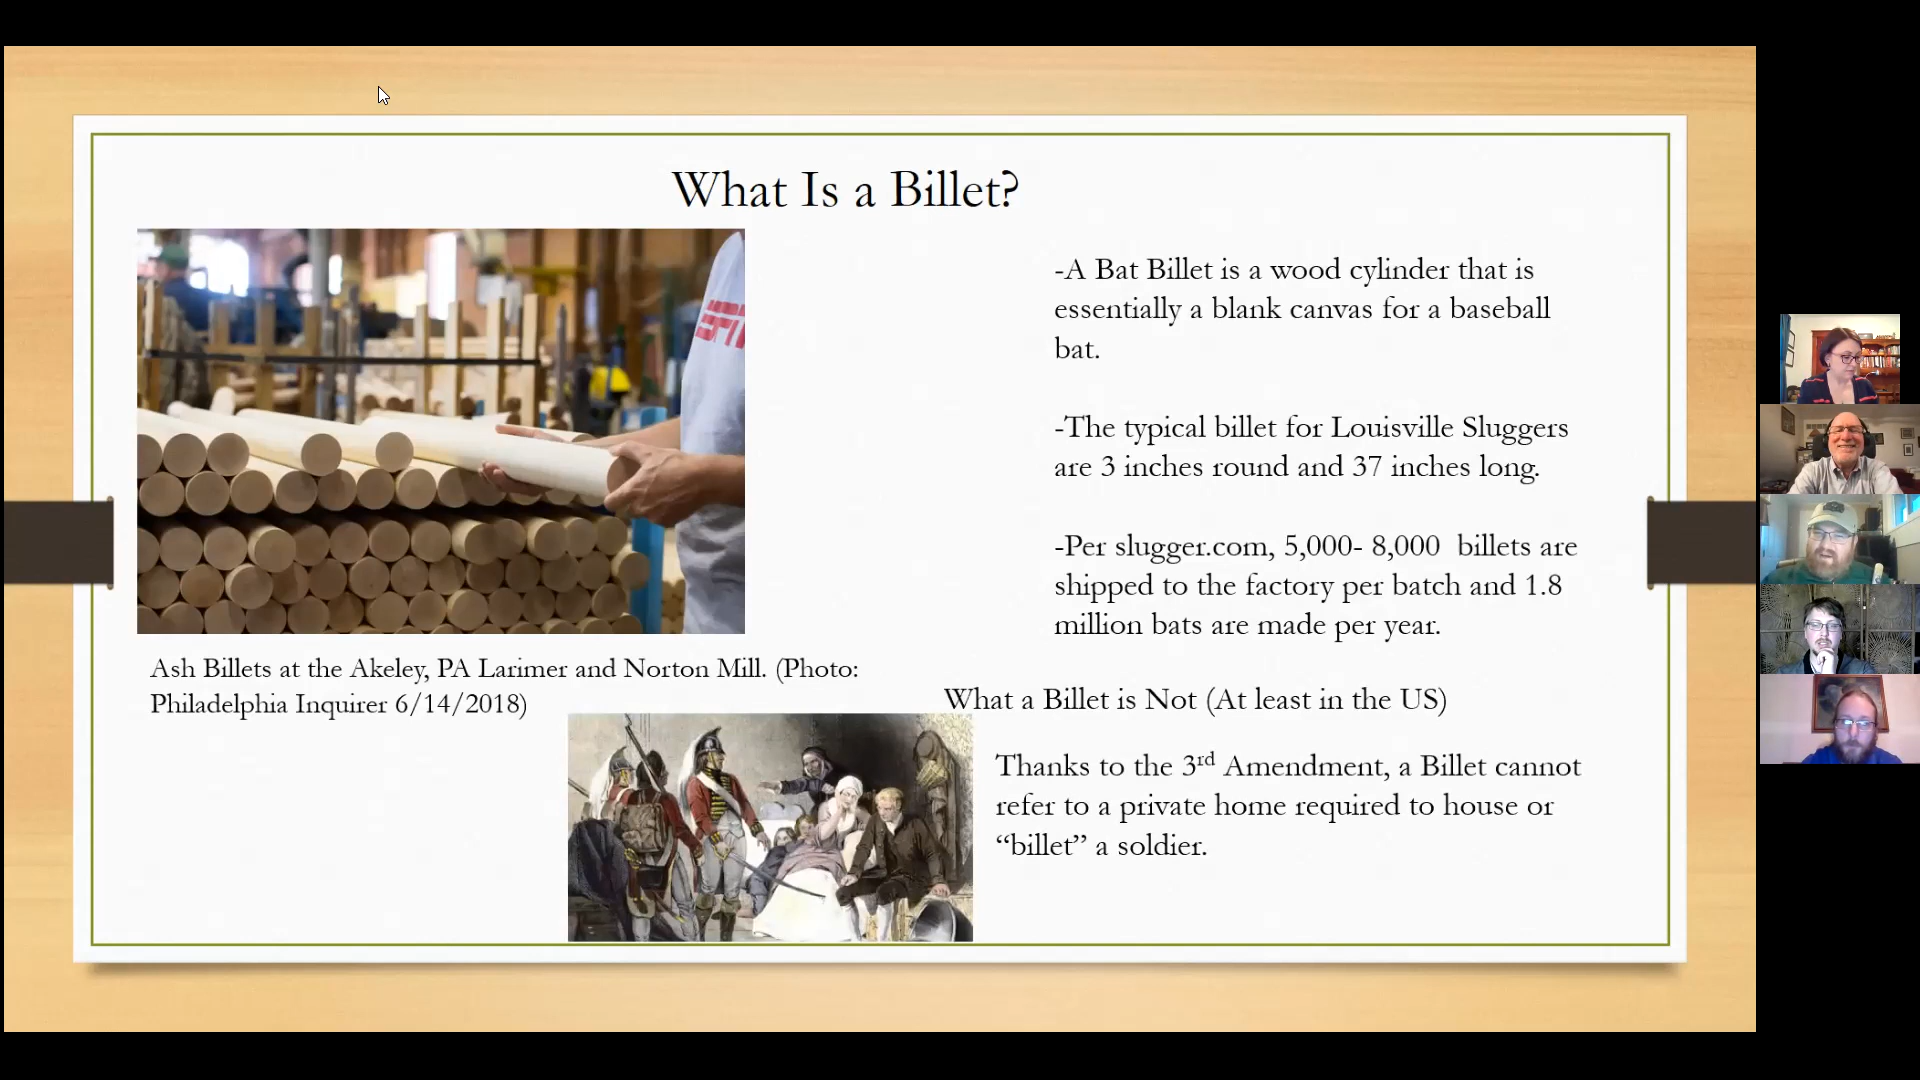 What Is a Billet?
ESPN
-A Bat Billet is a wood cylinder that is
essentially a blank canvas for a baseball
bat.
-The typical billet for Louisville Sluggers
are 3 inches round and 37 inches long.
-Per slugger.com, 5,000- 8,000 billets are
shipped to the factory per batch and 1.8
million bats are made per year.
Ash Billets at the Akeley, PA Larimer and Norton Mill. (Photo:
Philadelphia Inquirer 6/14/2018)
What a Billet is Not (At least in the US)
Thanks to the 3rd Amendment, a Billet cannot
refer to a private home required to house or
“billet” a soldier.